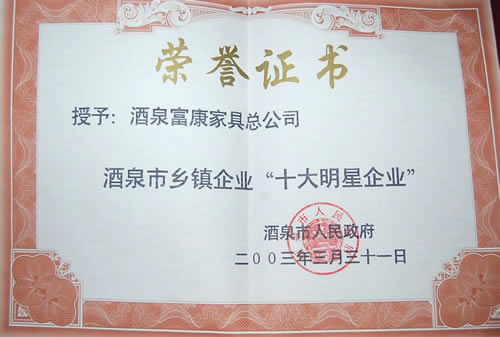 荣誉证书
授予：酒泉富康家具总公司
酒泉市乡镇企业“十大明星企业”
酒泉市人民政府
二00三年三月三十一日